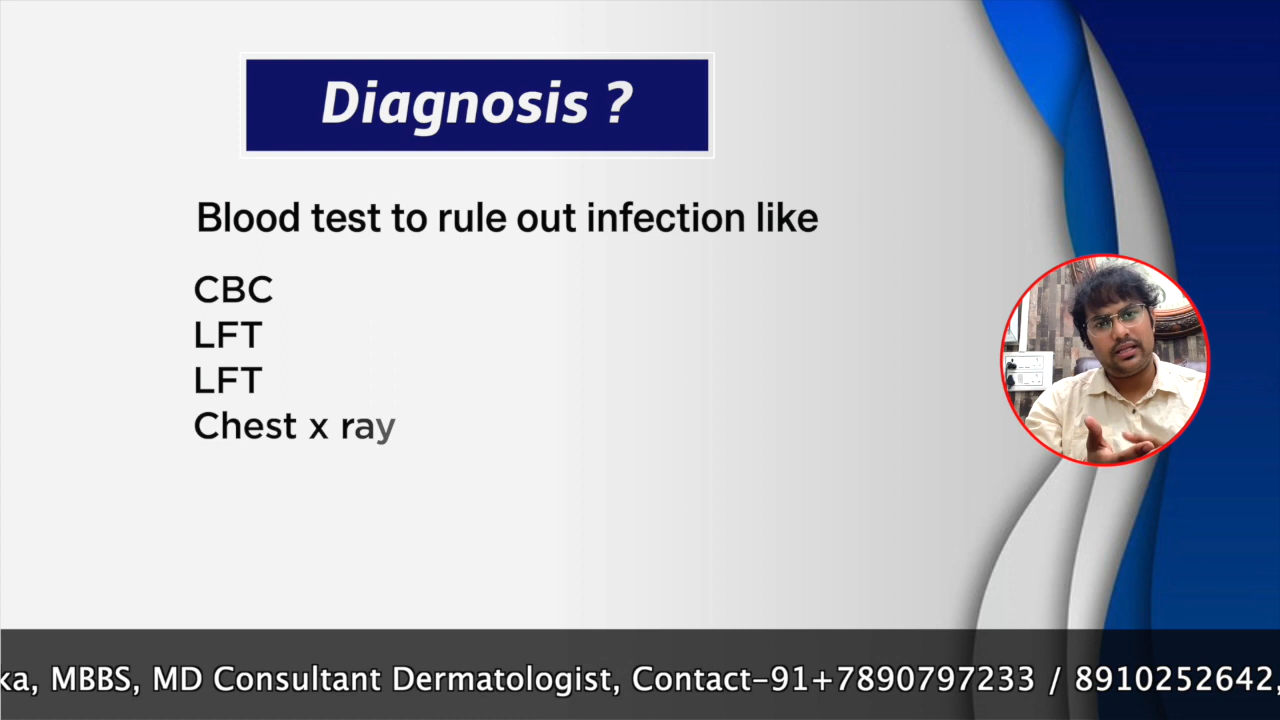 Diagnosis ?
Blood test to rule out infection like
CBC
LFT
LFT
Chest x ray
ka, MBBS, MD Consultant Dermatologist, Contact-91+7890797233 / 8910252642,